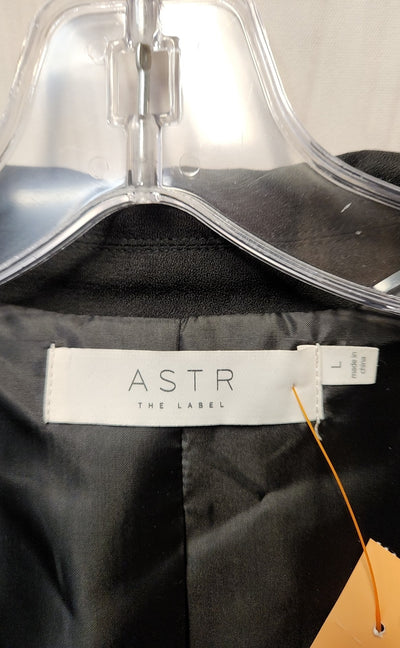 ASTR
THE LABEL
L
made in
china